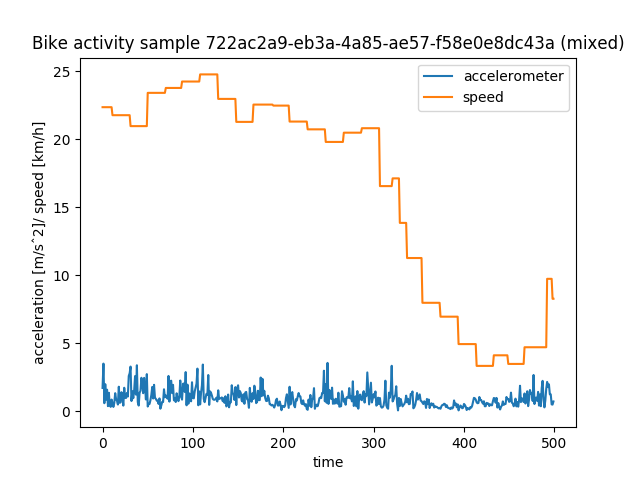 Bike activity sample 722ac2a9-eb3a-4a85-ae57-f58e0e8dc43a (mixed)
accelerometer
speed
acceleration [m/sˆ2]/ speed [km/h]
25
20
15
10
5
0
0 100 200 300 400 500
time